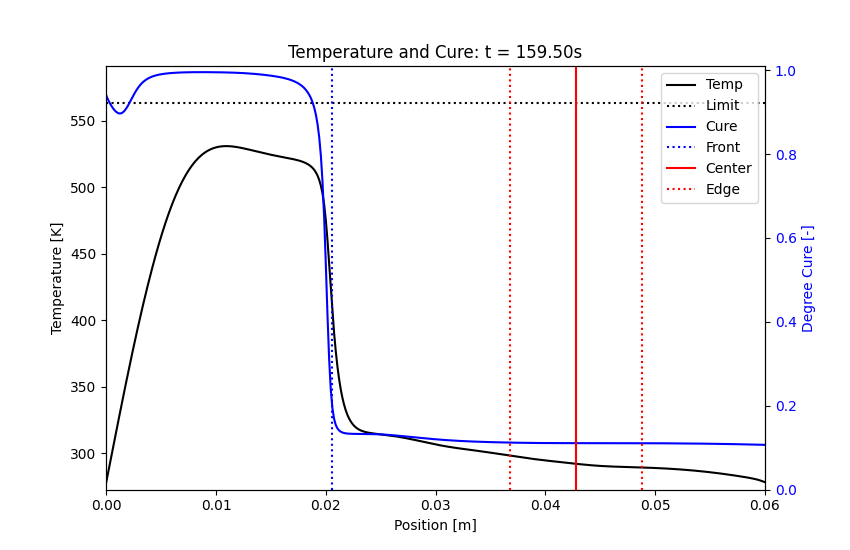 Temperature and Cure: t = 159.50s
Temperature [K]
550
500
450
400
350
300
Temp
Limit
Cure
Front
Center
Edge
1.0
0.8
0.6
0.4
0.2
0.0
Degree Cure [-]
0.00 0.01 0.02 0.03 0.04 0.05 0.06
Position [m]